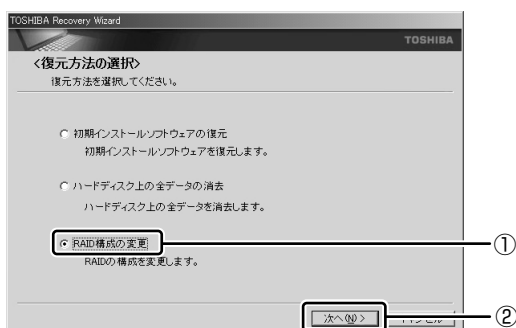 TOSHIBA Recovery Wizard
TOSHIBA
<復元方法の選択>
復元方法を選択してください。
初期インストールソフトウェアの復元
初期インストールソフトウェアを復元します。
ハードディスク上の全データの消去
ハードディスク上の全データを消去します。
RAID構成の変更
RAIDの構成を変更します。
①
次へ(N) >
②